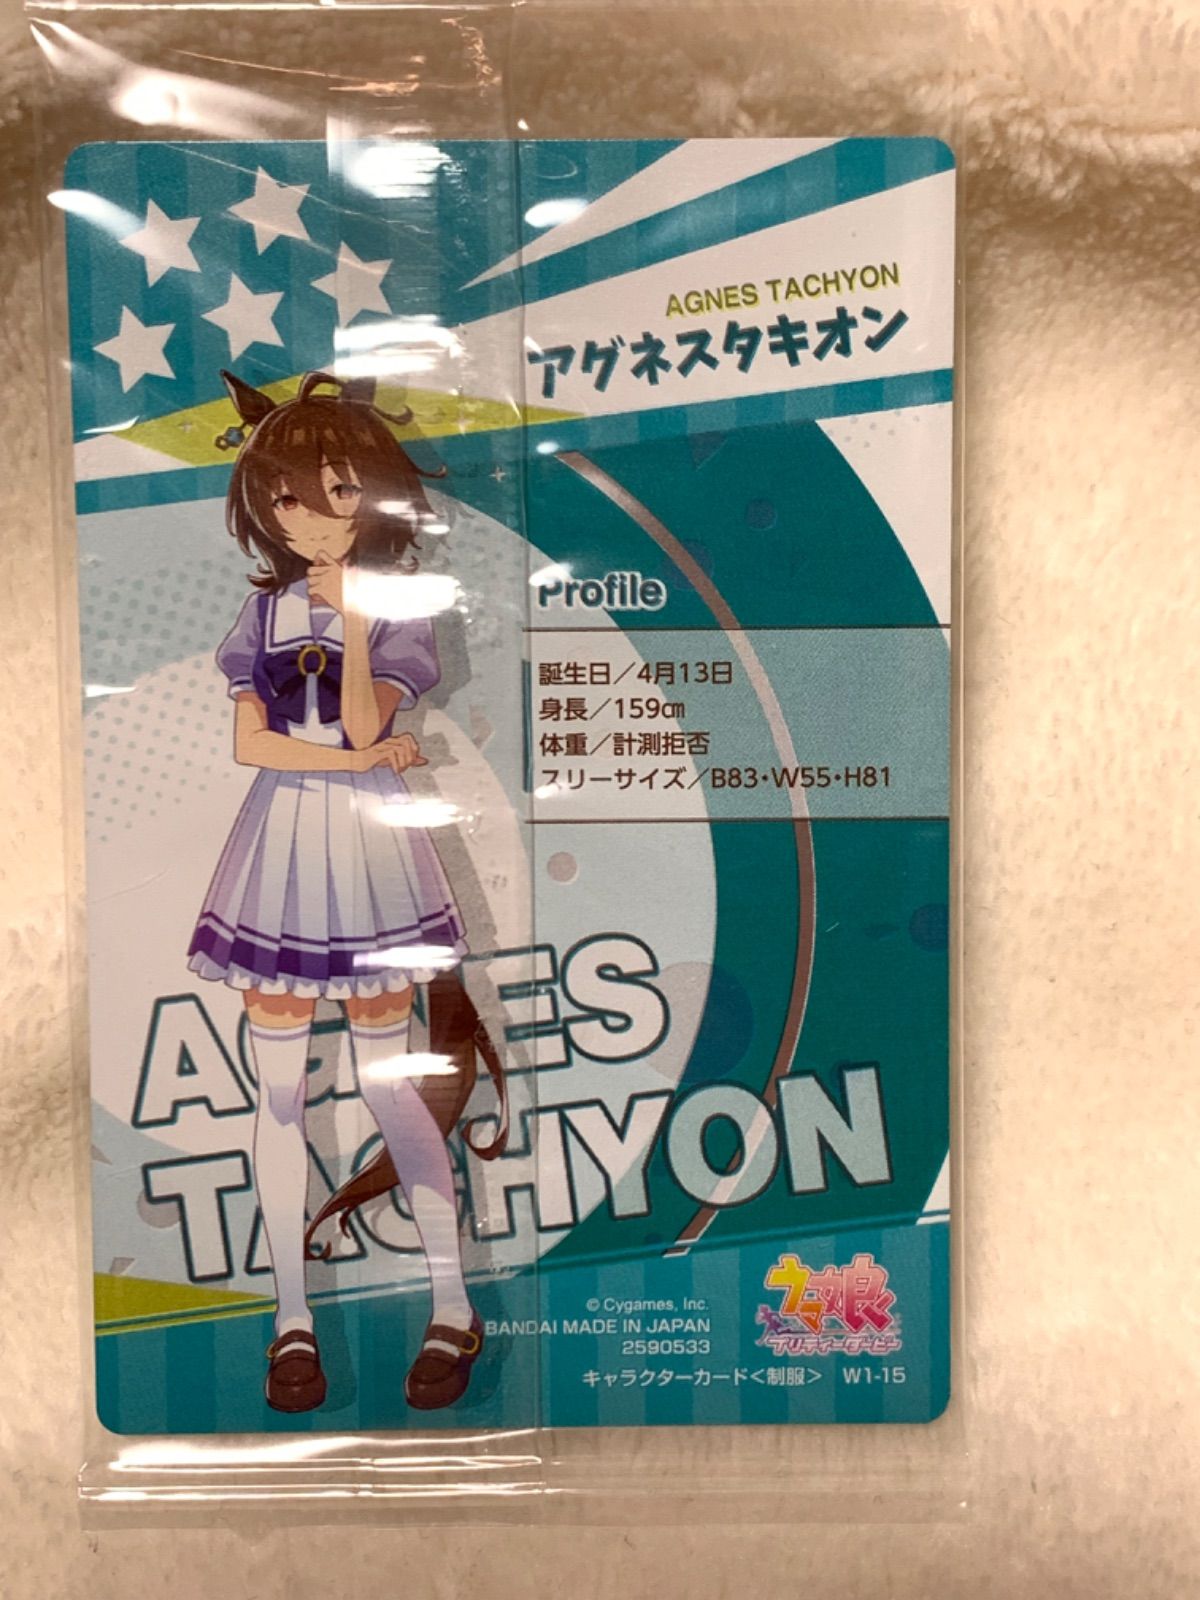 AGNES TACHYON
アグネスタキオン
Profile
誕生日／4月13日
身長／159㎝
体重／計測拒否
スリーサイズ／B83・W55・H81
AGNES
TACHYON
© Cygames, Inc.
BANDAI MADE IN JAPAN
2590533
キャラクターカード＜制服＞ W1-15
ウマ娘
プリティーダービー